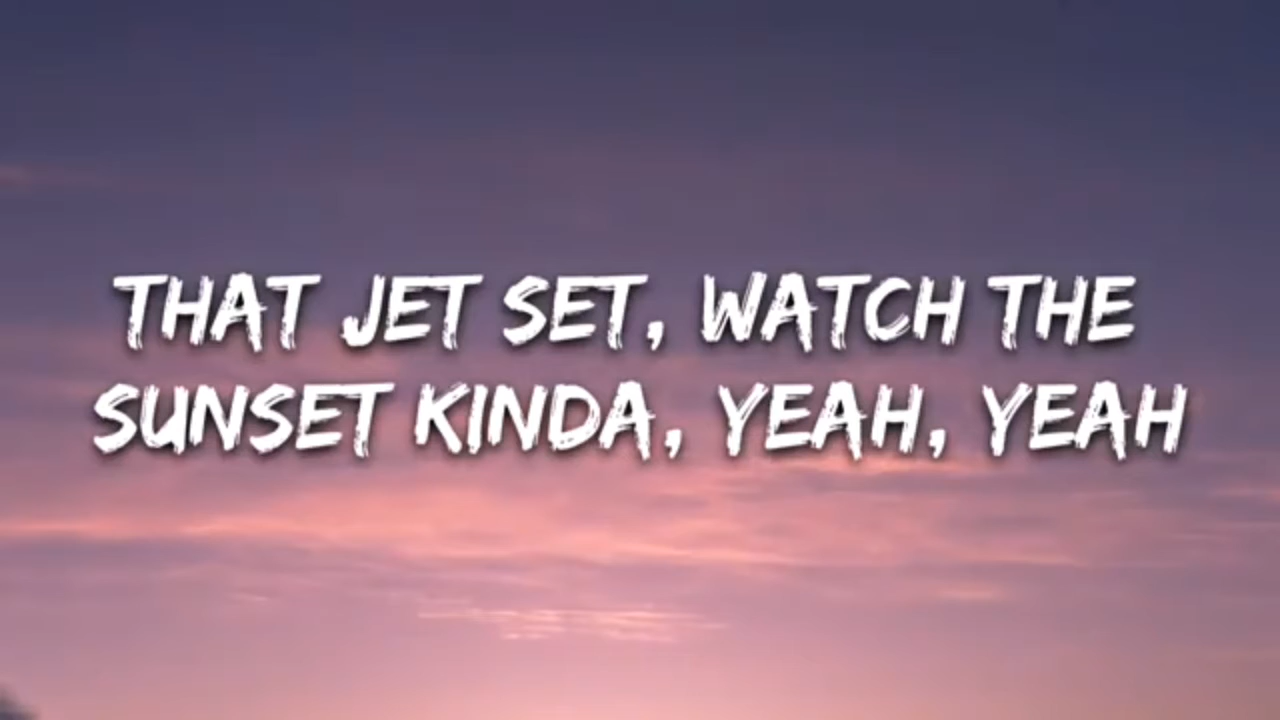 THAT JET SET, WATCH THE
SUNSET KINDA, YEAH, YEAH